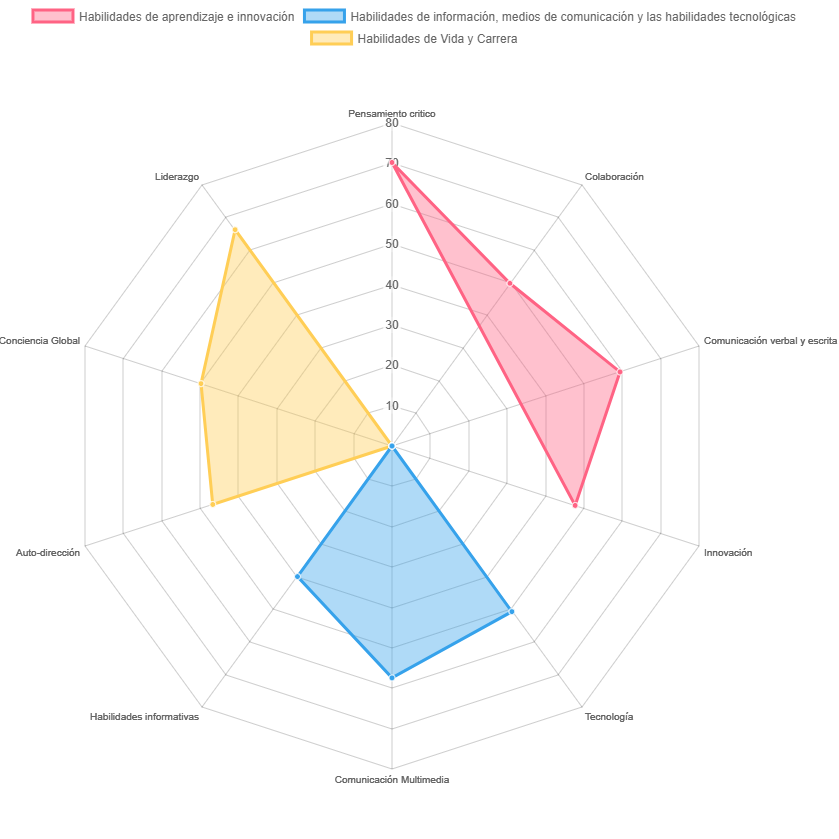 Habilidades de aprendizaje e innovación
Habilidades de información, medios de comunicación y las habilidades tecnológicas
Habilidades de Vida y Carrera
Pensamiento critico
80
70
60
50
40
30
20
10
Liderazgo
Colaboración
Conciencia Global
Comunicación verbal y escrita
Auto-dirección
Innovación
Habilidades informativas
Tecnología
Comunicación Multimedia